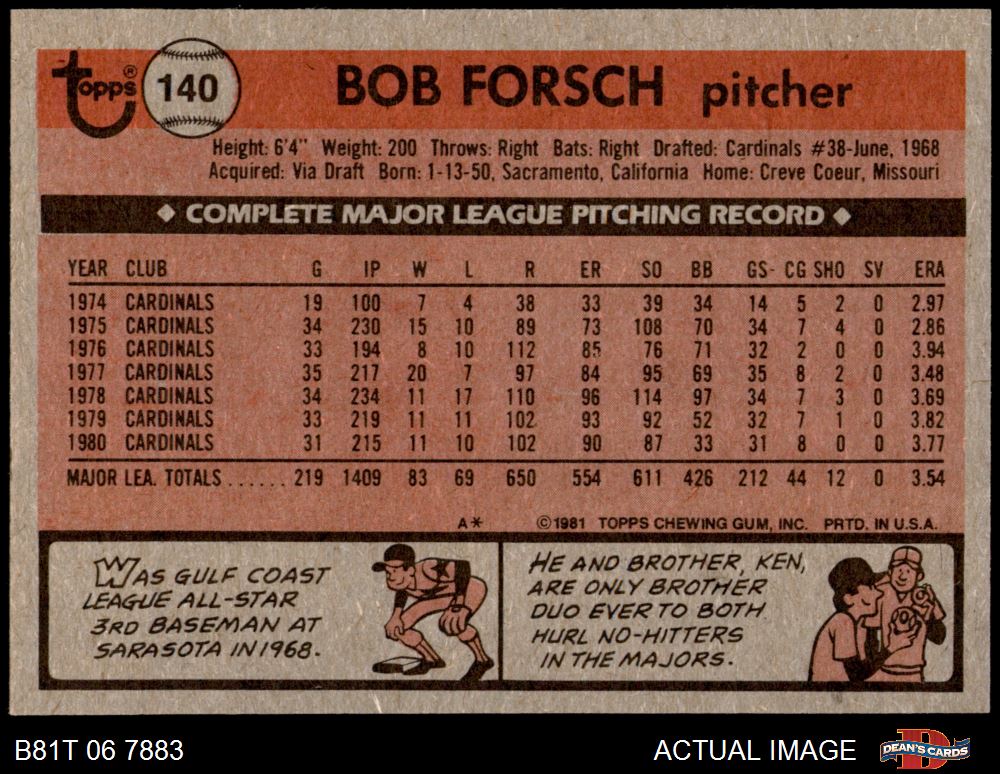 Topps® 140 BOB FORSCH pitcher
Height: 6'4" Weight: 200 Throws: Right Bats: Right Drafted: Cardinals #38-June, 1968
Acquired: Via Draft Born: 1-13-50, Sacramento, California Home: Creve Coeur, Missouri
◆ COMPLETE MAJOR LEAGUE PITCHING RECORD ◆
YEAR CLUB G IP W L R ER SO BB GS CG SHO SV ERA
1974 CARDINALS 19 100 7 4 38 33 39 34 14 5 2 0 2.97
1975 CARDINALS 34 230 15 10 89 73 108 70 34 7 4 0 2.86
1976 CARDINALS 33 194 8 10 112 85 76 71 32 2 0 0 3.94
1977 CARDINALS 35 217 20 7 97 84 95 69 35 8 2 0 3.48
1978 CARDINALS 34 234 11 17 110 96 114 97 34 7 3 0 3.69
1979 CARDINALS 33 219 11 11 102 93 92 52 32 7 1 0 3.82
1980 CARDINALS 31 215 11 10 102 90 87 33 31 8 0 0 3.77
MAJOR LEA. TOTALS...... 219 1409 83 69 650 554 611 426 212 44 12 0 3.54
A* ©1981 TOPPS CHEWING GUM, INC. PRTD. IN U.S.A.
WAS GULF COAST
LEAGUE ALL-STAR
3RD BASEMAN AT
SARASOTA IN 1968.
HE AND BROTHER, KEN,
ARE ONLY BROTHER
DUO EVER TO BOTH
HURL NO-HITTERS
IN THE MAJORS.
B81T 06 7883 ACTUAL IMAGE DEAN'S CARDS